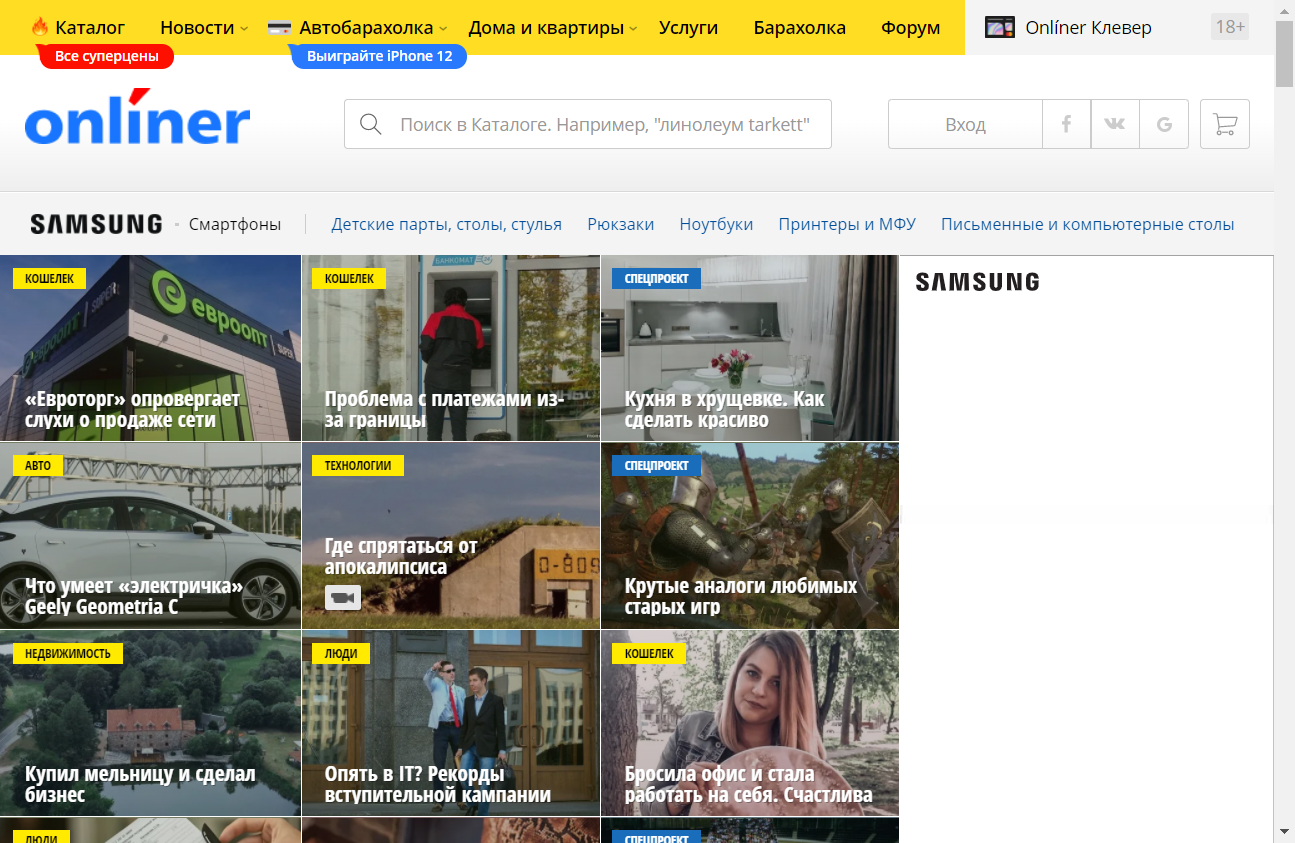 Каталог
Новости
Автобарахолка
Дома и квартиры
Услуги
Барахолка
Форум
Onlíner Клевер
18+
Все суперцены
Выиграйте iPhone 12
onlíner
Поиск в Каталоге. Например, "линолеум tarkett"
Вход
SAMSUNG
Смартфоны
Детские парты, столы, стулья
Рюкзаки
Ноутбуки
Принтеры и МФУ
Письменные и компьютерные столы
КОШЕЛЕК
евроопт SUPER
«Евроторг» опровергает
слухи о продаже сети
КОШЕЛЕК
БАНКОМАТ 24
Проблема с платежами из-
за границы
СПЕЦПРОЕКТ
Кухня в хрущевке. Как
сделать красиво
SAMSUNG
АВТО
Что умеет «электричка»
Geely Geometria C
ТЕХНОЛОГИИ
Где спрятаться от
апокалипсиса
D-809
СПЕЦПРОЕКТ
Крутые аналоги любимых
старых игр
НЕДВИЖИМОСТЬ
Купил мельницу и сделал
бизнес
ЛЮДИ
Опять в IT? Рекорды
вступительной кампании
КОШЕЛЕК
Бросила офис и стала
работать на себя. Счастлива
ЛЮДИ
СПЕЦПРОЕКТ